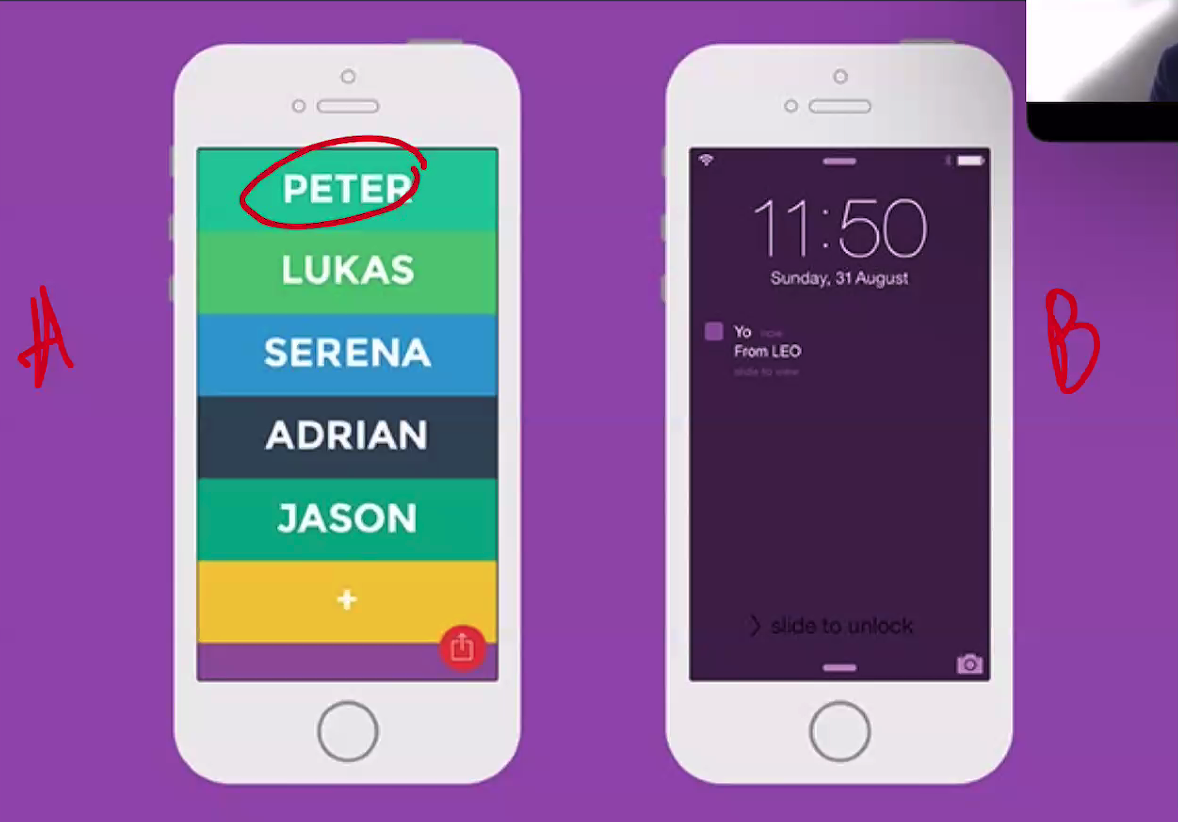 A
PETER
LUKAS
SERENA
ADRIAN
JASON
+
11:50
Sunday, 31 August
Yo now
From LEO
slide to view
> slide to unlock
B